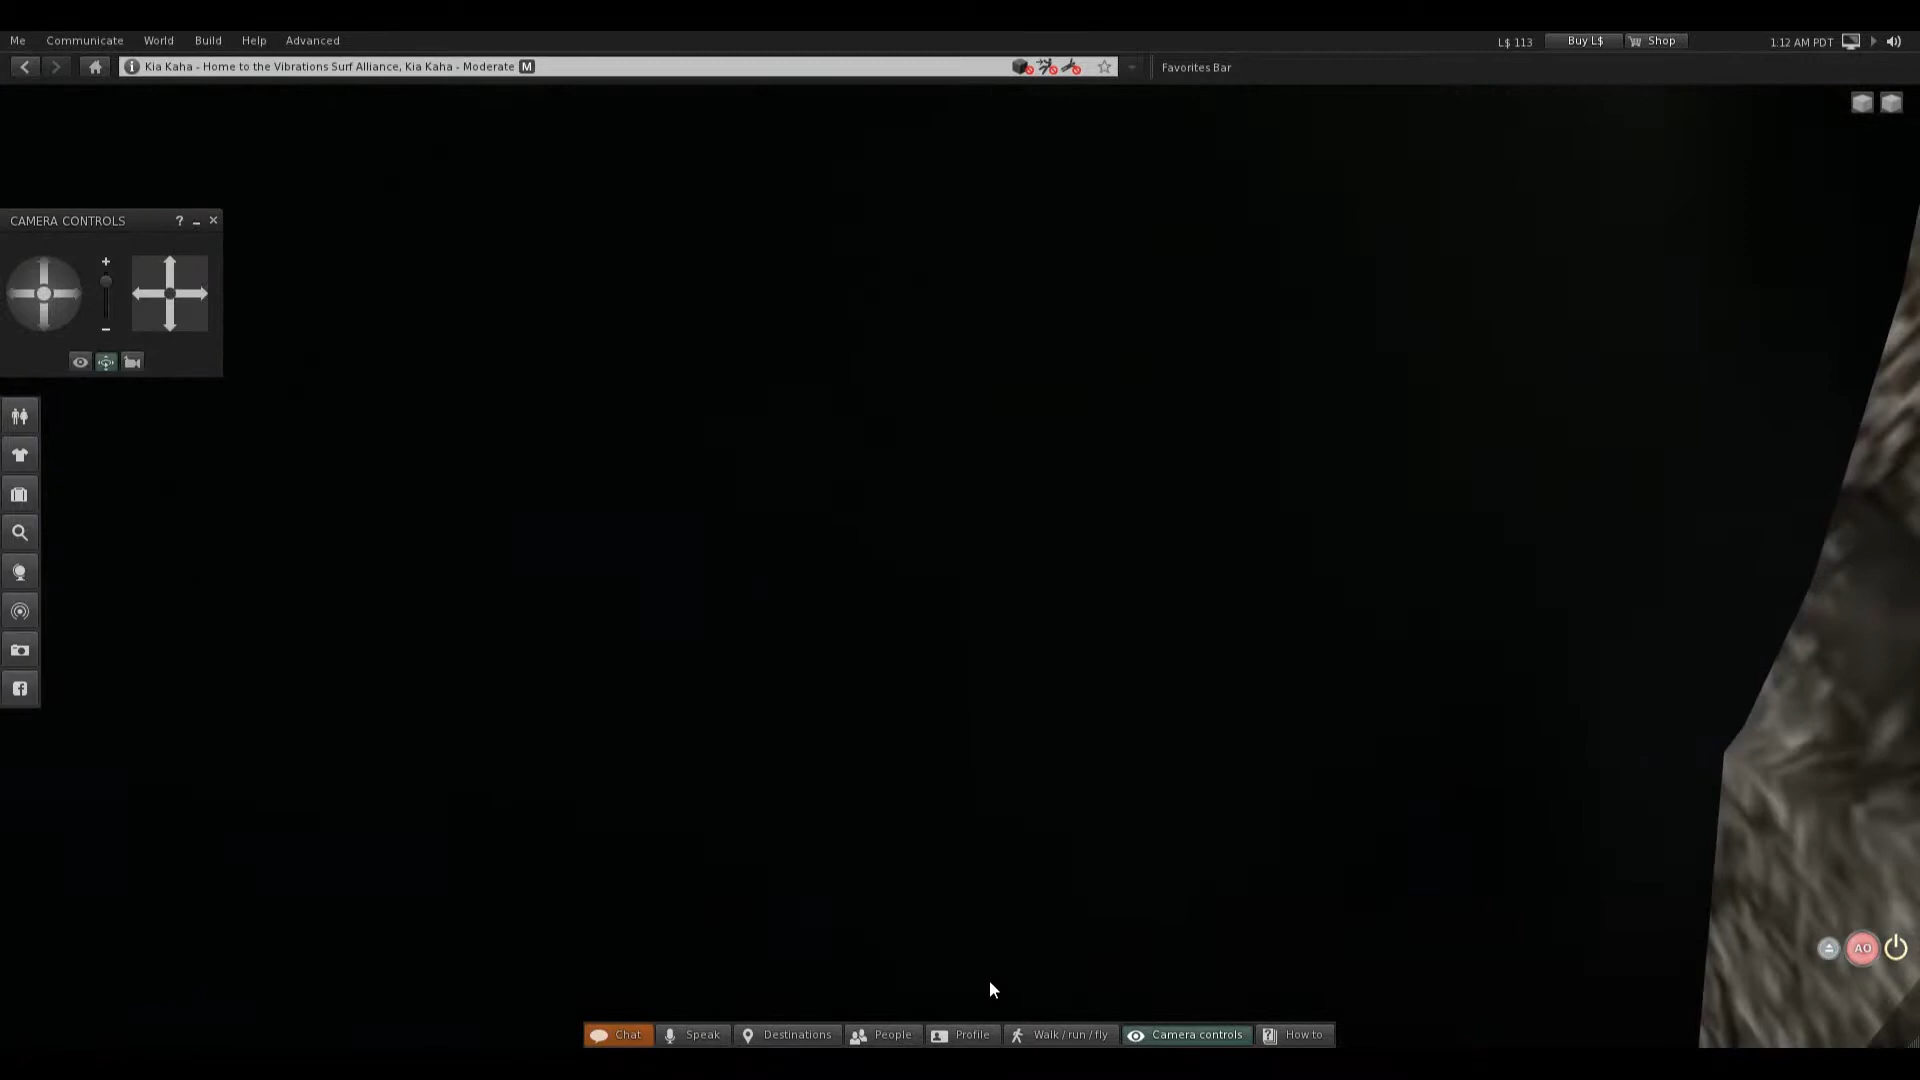 Me Communicate World Build Help Advanced L$ 113 Buy L$ Shop 1:12 AM PDT
Kia Kaha - Home to the Vibrations Surf Alliance, Kia Kaha - Moderate M Favorites Bar
CAMERA CONTROLS ? _ ×
+
−
AO
Chat Speak Destinations People Profile Walk / run / fly Camera controls How to